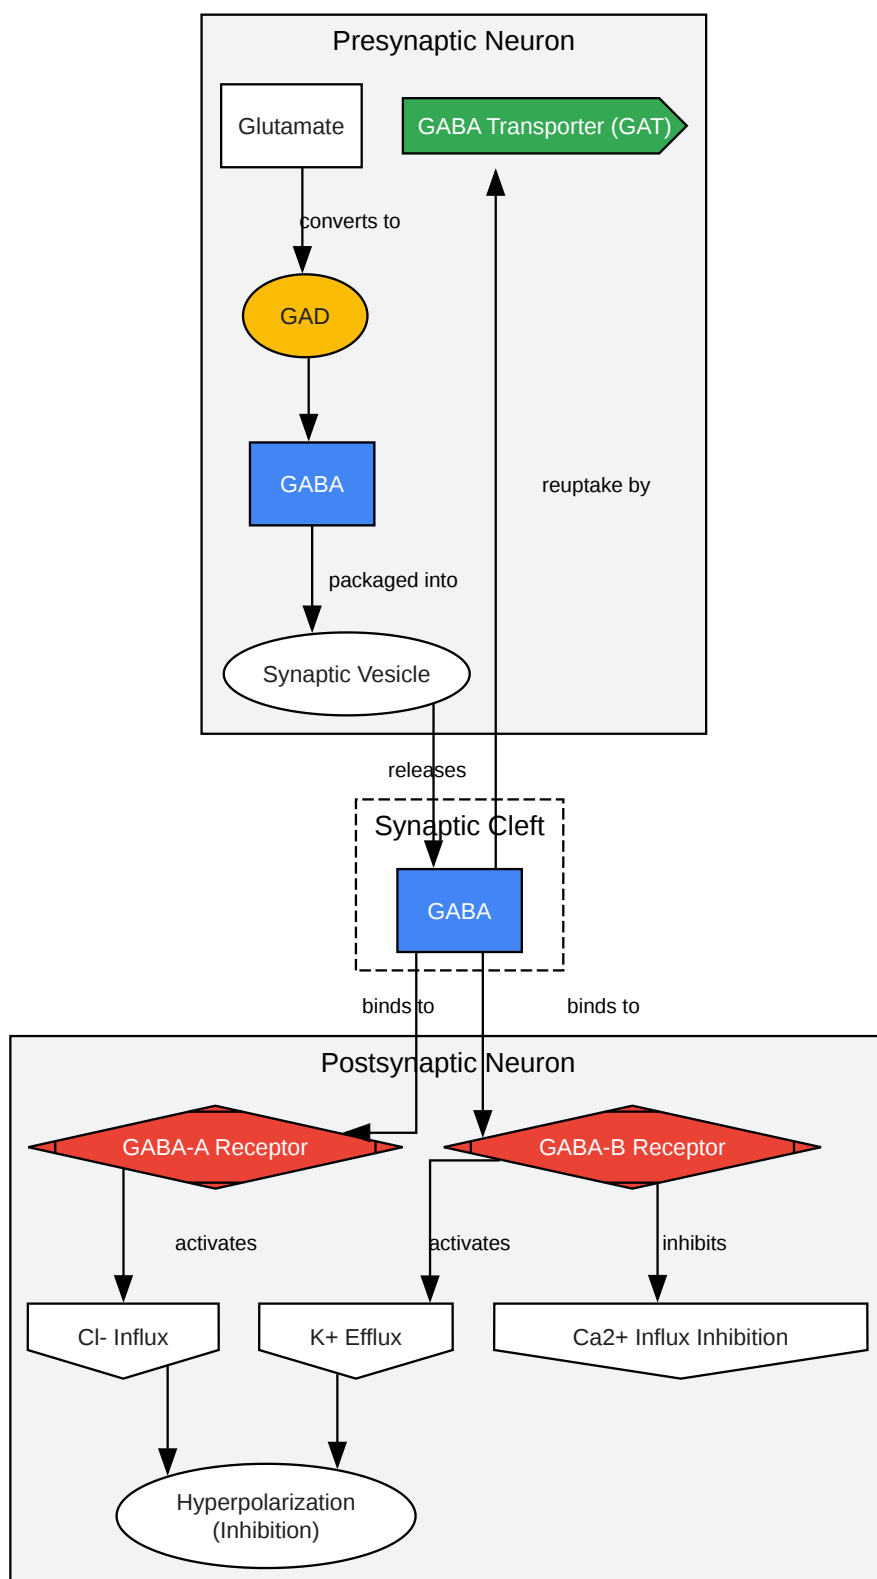 Presynaptic Neuron
Glutamate
GABA Transporter (GAT)
converts to
GAD
GABA
reuptake by
packaged into
Synaptic Vesicle
releases
Synaptic Cleft
GABA
binds to
binds to
Postsynaptic Neuron
GABA-A Receptor
GABA-B Receptor
activates
activates
inhibits
Cl- Influx
K+ Efflux
Ca2+ Influx Inhibition
Hyperpolarization
(Inhibition)